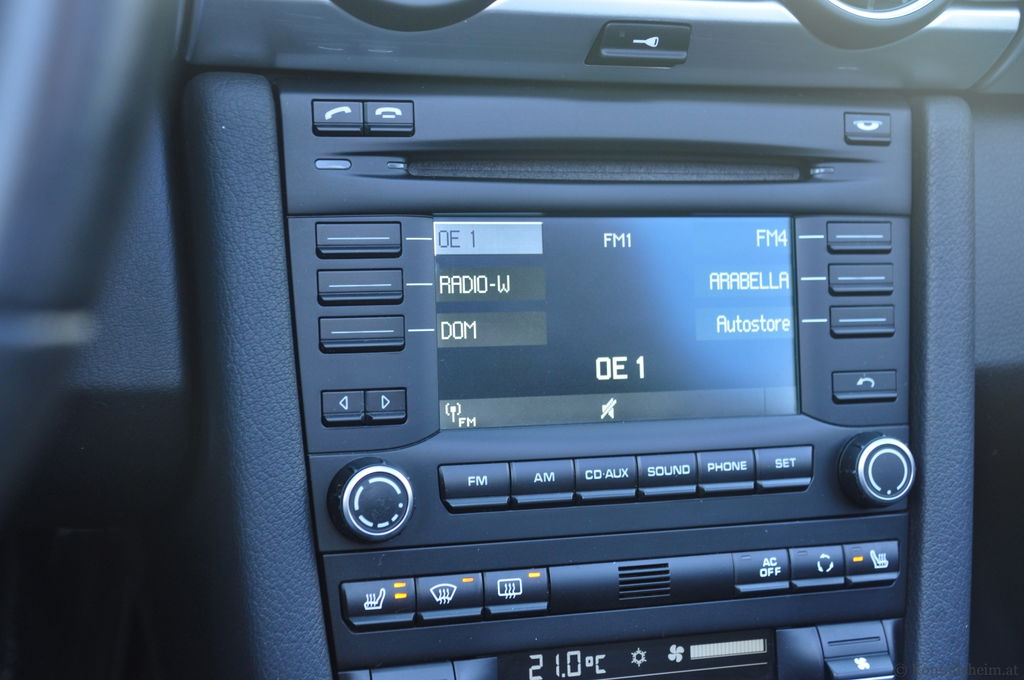 OE 1 FM1 FM4
RADIO-W ARABELLA
DOM Autostore
OE 1
FM
FM AM CD·AUX SOUND PHONE SET
AC
OFF
21.0°C